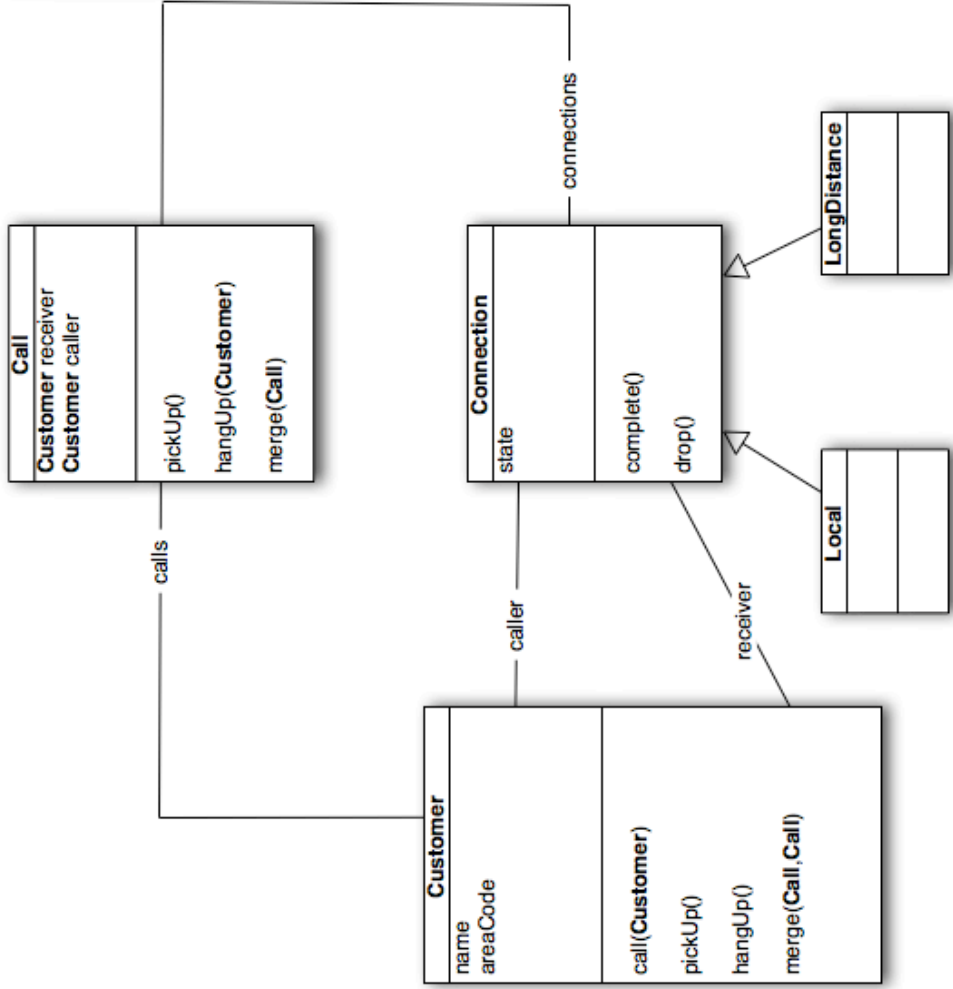 Call
Customer receiver
Customer caller
pickUp()
hangUp(Customer)
merge(Call)
calls
connections
Connection
state
complete()
drop()
caller
receiver
Customer
name
areaCode
call(Customer)
pickUp()
hangUp()
merge(Call,Call)
Local
LongDistance